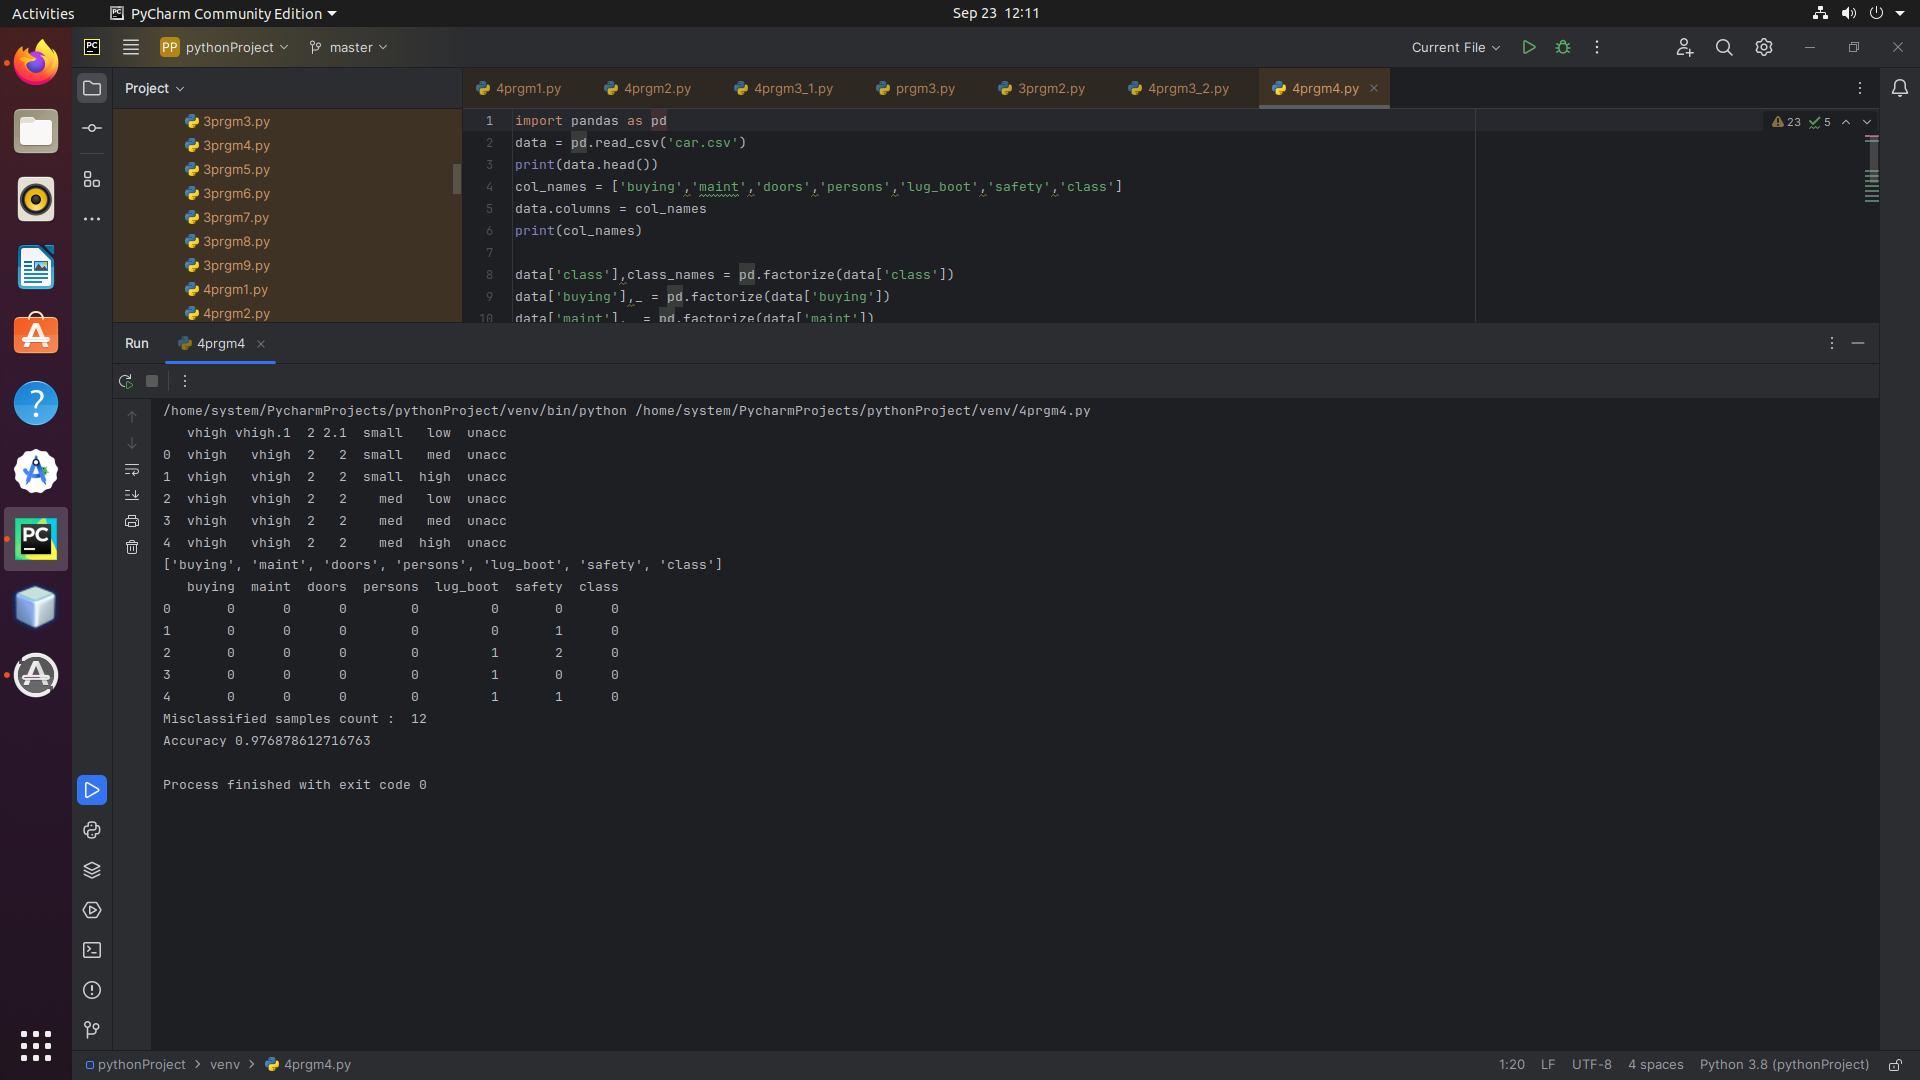 Activities
PyCharm Community Edition
Sep 23 12:11
PC
PP pythonProject
master
Current File
Project
3prgm3.py
3prgm4.py
3prgm5.py
3prgm6.py
3prgm7.py
3prgm8.py
3prgm9.py
4prgm1.py
4prgm2.py
4prgm1.py 4prgm2.py 4prgm3_1.py prgm3.py 3prgm2.py 4prgm3_2.py 4prgm4.py
23 5
1 import pandas as pd
2 data = pd.read_csv('car.csv')
3 print(data.head())
4 col_names = ['buying','maint','doors','persons','lug_boot','safety','class']
5 data.columns = col_names
6 print(col_names)
7
8 data['class'],class_names = pd.factorize(data['class'])
9 data['buying'],_ = pd.factorize(data['buying'])
10 data['maint'],_ = pd.factorize(data['maint'])
Run 4prgm4
/home/system/PycharmProjects/pythonProject/venv/bin/python /home/system/PycharmProjects/pythonProject/venv/4prgm4.py
   vhigh vhigh.1  2 2.1  small   low  unacc
0  vhigh   vhigh  2   2  small   med  unacc
1  vhigh   vhigh  2   2  small  high  unacc
2  vhigh   vhigh  2   2    med   low  unacc
3  vhigh   vhigh  2   2    med   med  unacc
4  vhigh   vhigh  2   2    med  high  unacc
['buying', 'maint', 'doors', 'persons', 'lug_boot', 'safety', 'class']
   buying  maint  doors  persons  lug_boot  safety  class
0       0      0      0        0         0       0      0
1       0      0      0        0         0       1      0
2       0      0      0        0         1       2      0
3       0      0      0        0         1       0      0
4       0      0      0        0         1       1      0
Misclassified samples count :  12
Accuracy 0.976878612716763
Process finished with exit code 0
PC
pythonProject > venv > 4prgm4.py
1:20 LF UTF-8 4 spaces Python 3.8 (pythonProject)